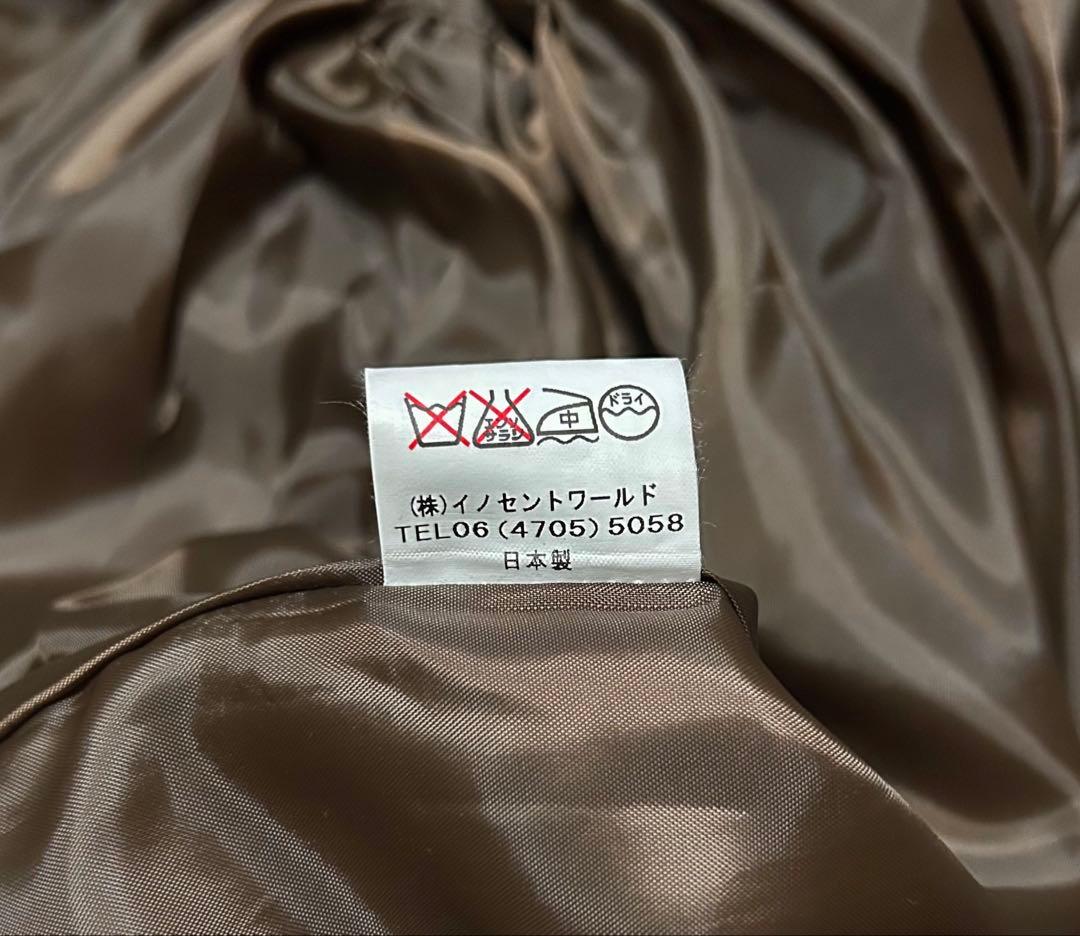 エンソ
サラシ
中
ドライ
(株)イノセントワールド
TEL06(4705)5058
日本製